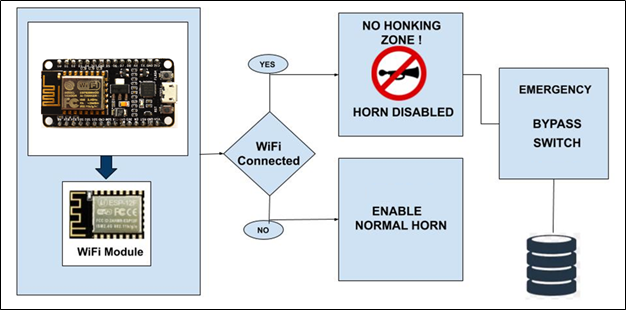 WiFi Module
WiFi
Connected
YES
NO
NO HONKING
ZONE !
HORN DISABLED
ENABLE
NORMAL HORN
EMERGENCY
BYPASS
SWITCH